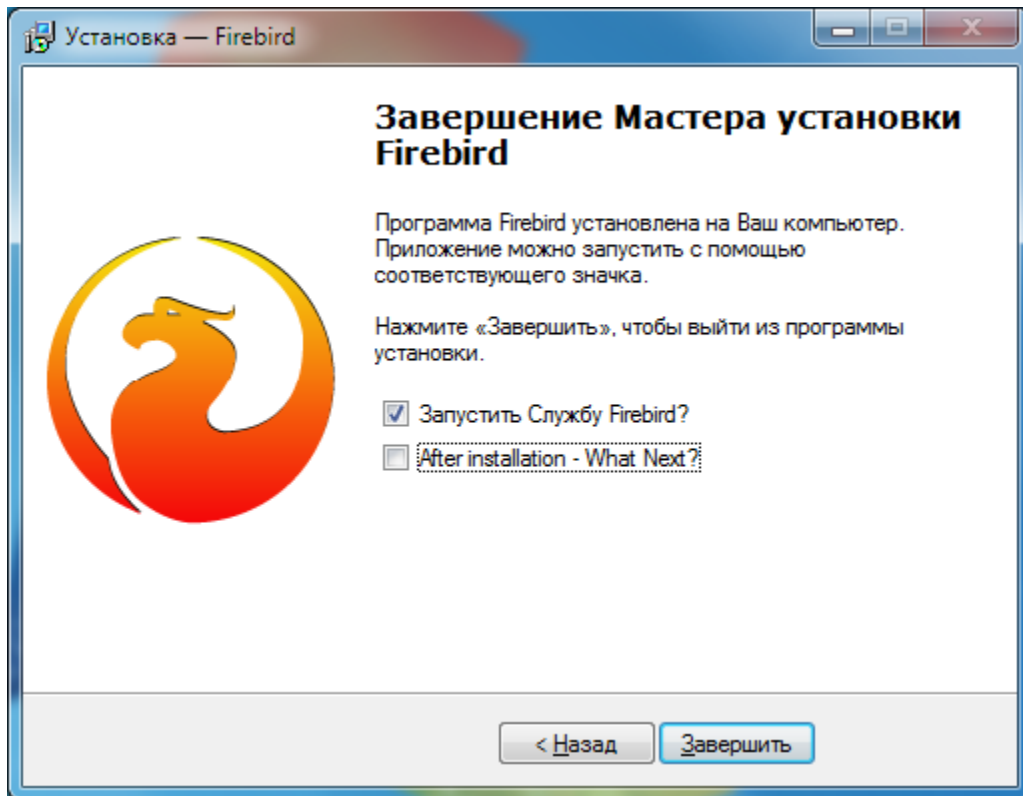 Установка — Firebird
Завершение Мастера установки
Firebird
Программа Firebird установлена на Ваш компьютер.
Приложение можно запустить с помощью
соответствующего значка.
Нажмите «Завершить», чтобы выйти из программы
установки.
Запустить Службу Firebird?
After installation - What Next?
< Назад
Завершить